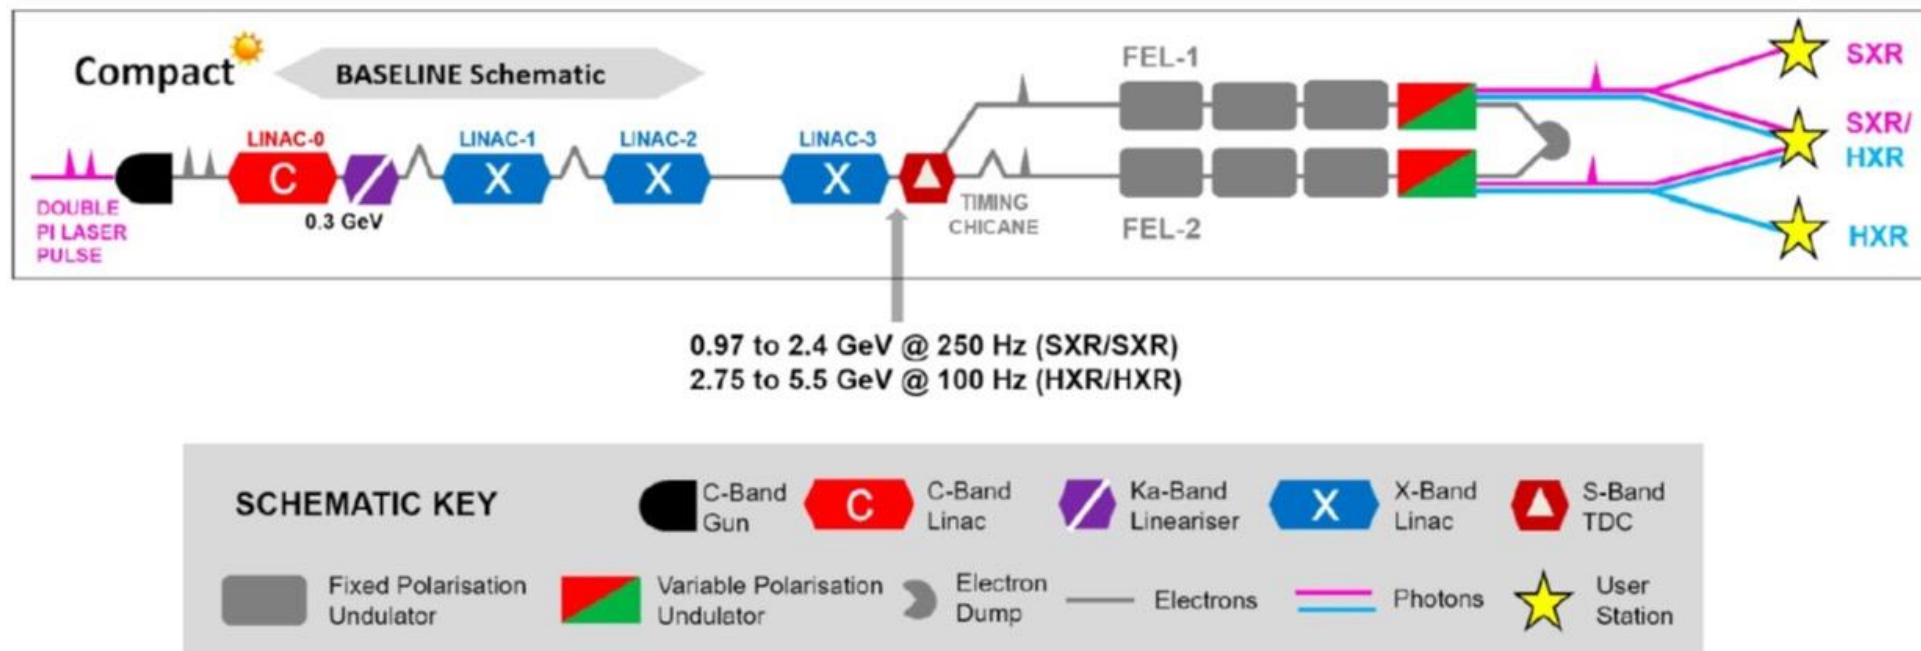 Compact
BASELINE Schematic
FEL-1
SXR
LINAC-0
LINAC-1
LINAC-2
LINAC-3
SXR/
HXR
C
X
X
X
DOUBLE
PI LASER
PULSE
0.3 GeV
TIMING
CHICANE
FEL-2
HXR
0.97 to 2.4 GeV @ 250 Hz (SXR/SXR)
2.75 to 5.5 GeV @ 100 Hz (HXR/HXR)
SCHEMATIC KEY
C-Band
Gun
C
C-Band
Linac
Ka-Band
Lineariser
X
X-Band
Linac
S-Band
TDC
Fixed Polarisation
Undulator
Variable Polarisation
Undulator
Electron
Dump
Electrons
Photons
User
Station